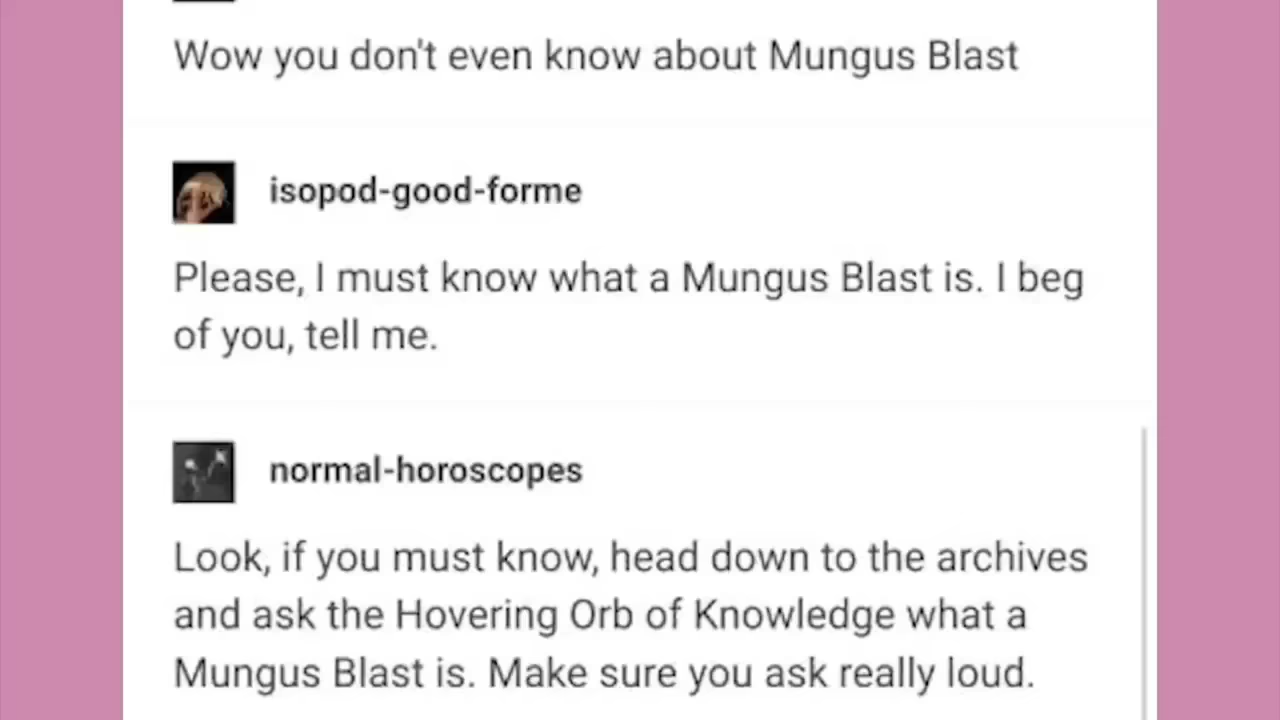 Wow you don't even know about Mungus Blast
isopod-good-forme
Please, I must know what a Mungus Blast is. I beg
of you, tell me.
normal-horoscopes
Look, if you must know, head down to the archives
and ask the Hovering Orb of Knowledge what a
Mungus Blast is. Make sure you ask really loud.